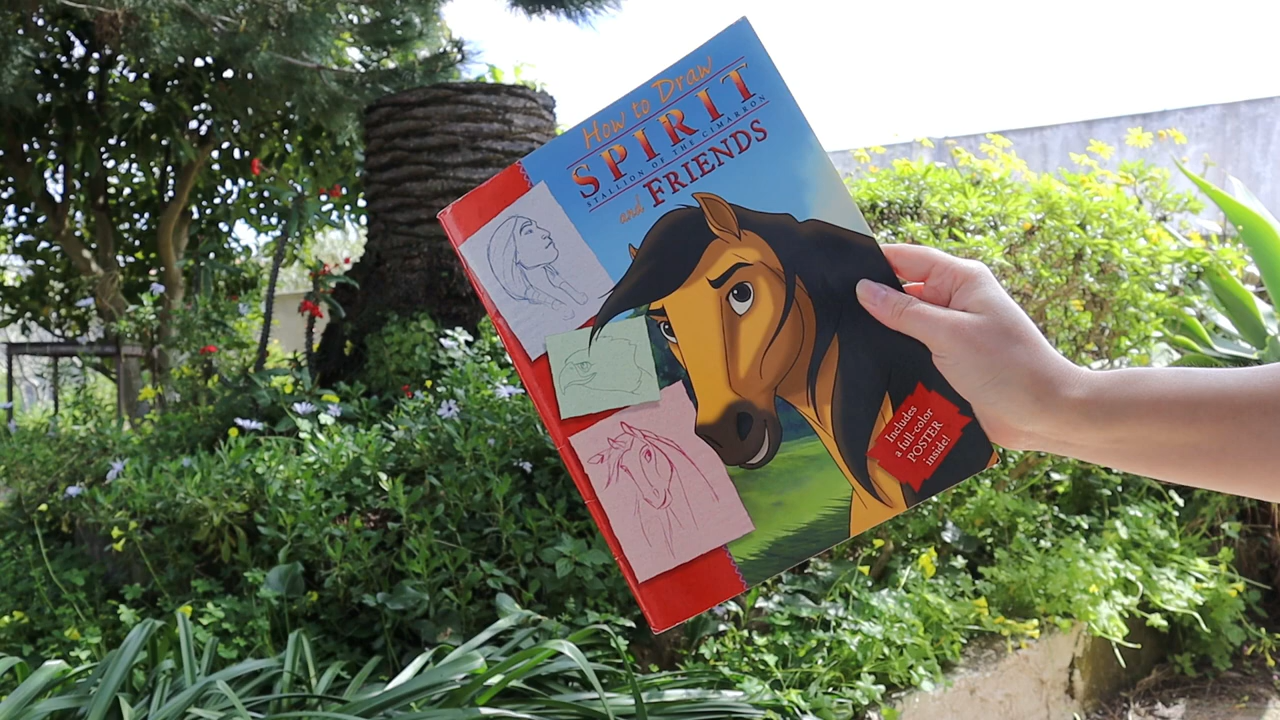 How to Draw
SPIRIT
STALLION OF THE CIMARRON
and FRIENDS
Includes
a full-color
POSTER
inside!